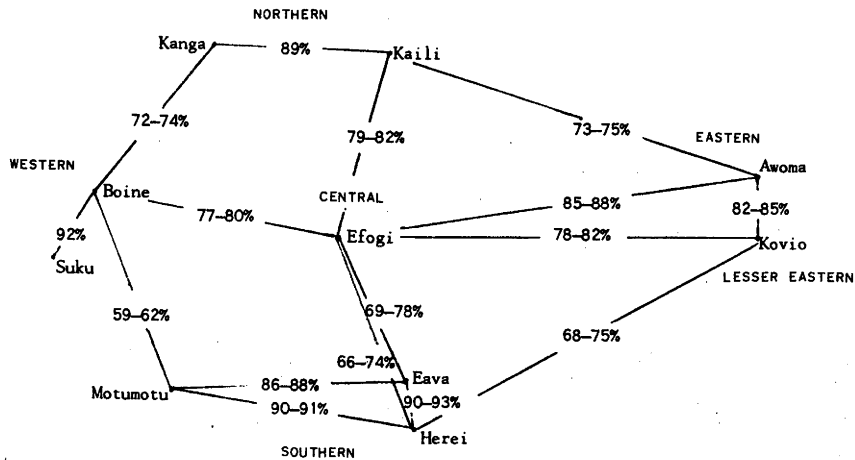 NORTHERN
Kanga 89% Kaili
72–74% 79–82% 73–75%
EASTERN
WESTERN Awoma
Boine 77–80% CENTRAL 85–88% 82–85%
92% Efogi 78–82% Kovio
Suku LESSER EASTERN
59–62% 69–78% 68–75%
66–74%
Motumotu 86–88% Eava
90–91% 90–93%
Herei
SOUTHERN